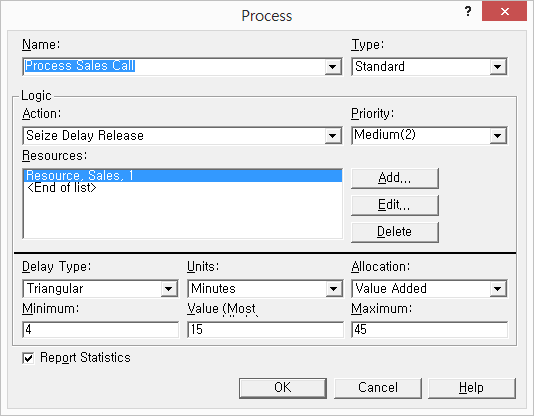 Process
?
Name:
Type:
Process Sales Call
Standard
Logic
Action:
Priority:
Seize Delay Release
Medium(2)
Resources:
Resource, Sales, 1
<End of list>
Add...
Edit...
Delete
Delay Type:
Units:
Allocation:
Triangular
Minutes
Value Added
Minimum:
Value (Most
Maximum:
4
15
45
Report Statistics
OK
Cancel
Help